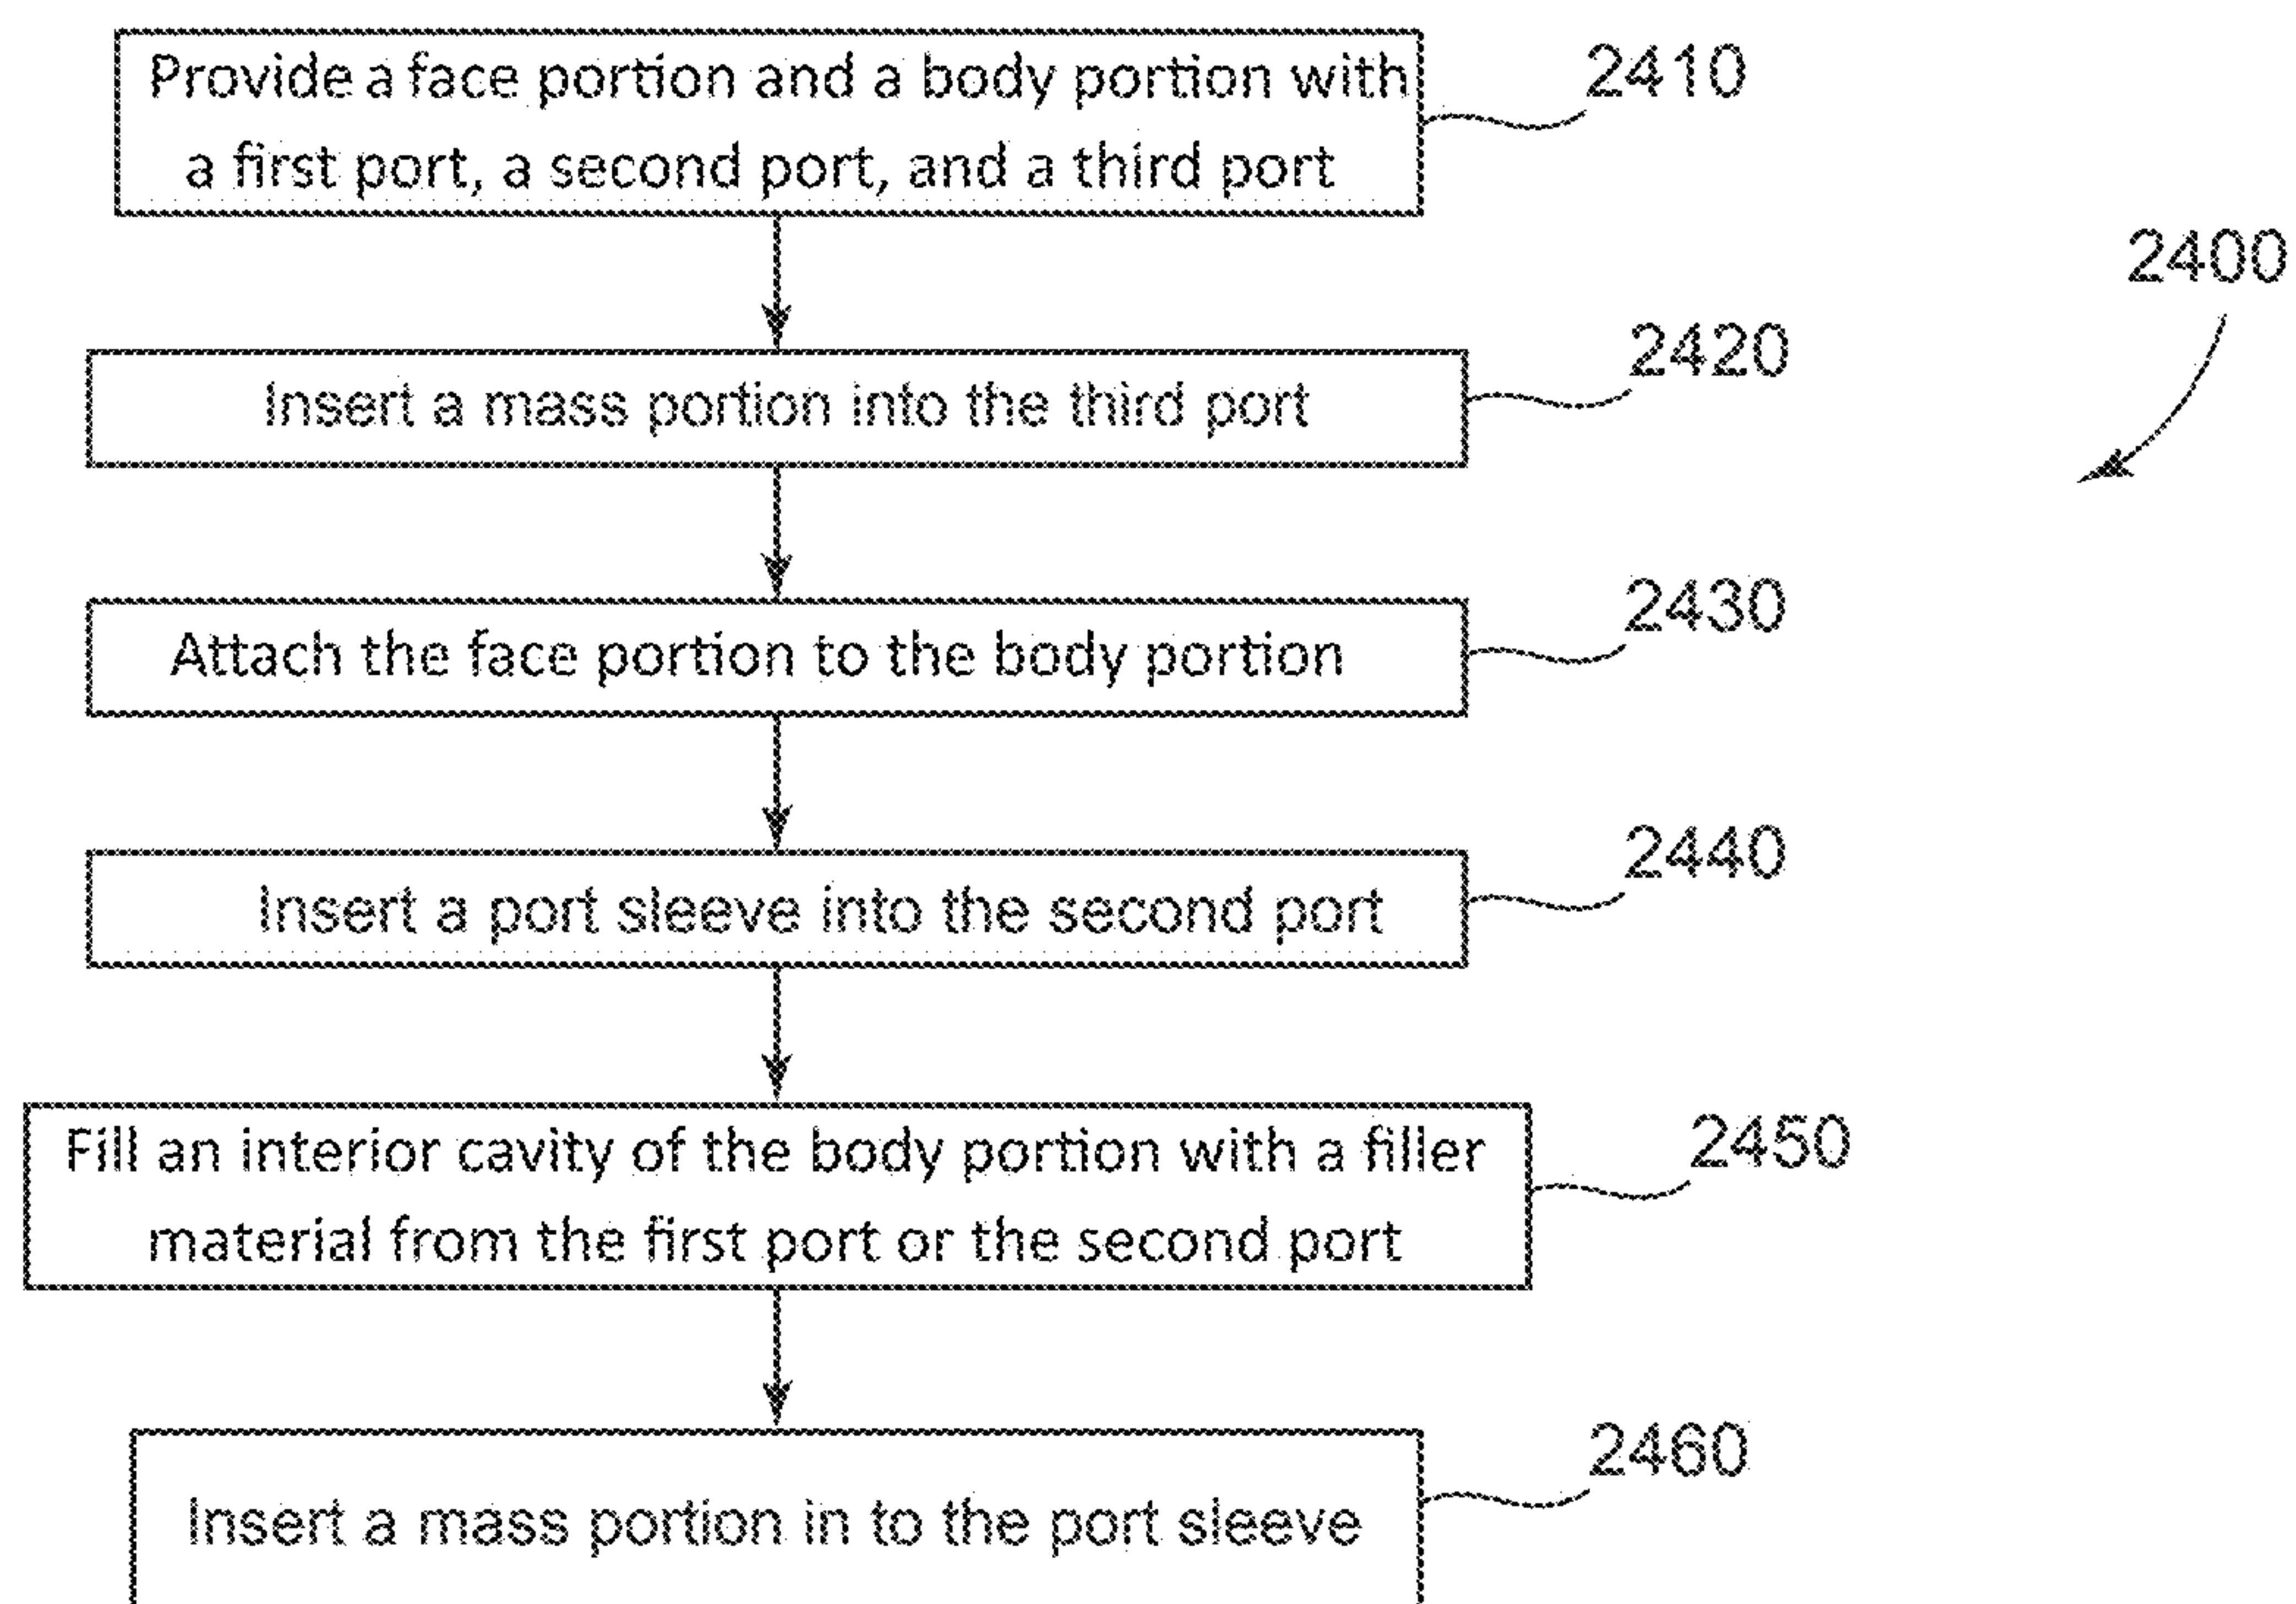 Provide a face portion and a body portion with
a first port, a second port, and a third port
2410
2400
Insert a mass portion into the third port
2420
Attach the face portion to the body portion
2430
Insert a port sleeve into the second port
2440
Fill an interior cavity of the body portion with a filler
material from the first port or the second port
2450
Insert a mass portion in to the port sleeve
2460